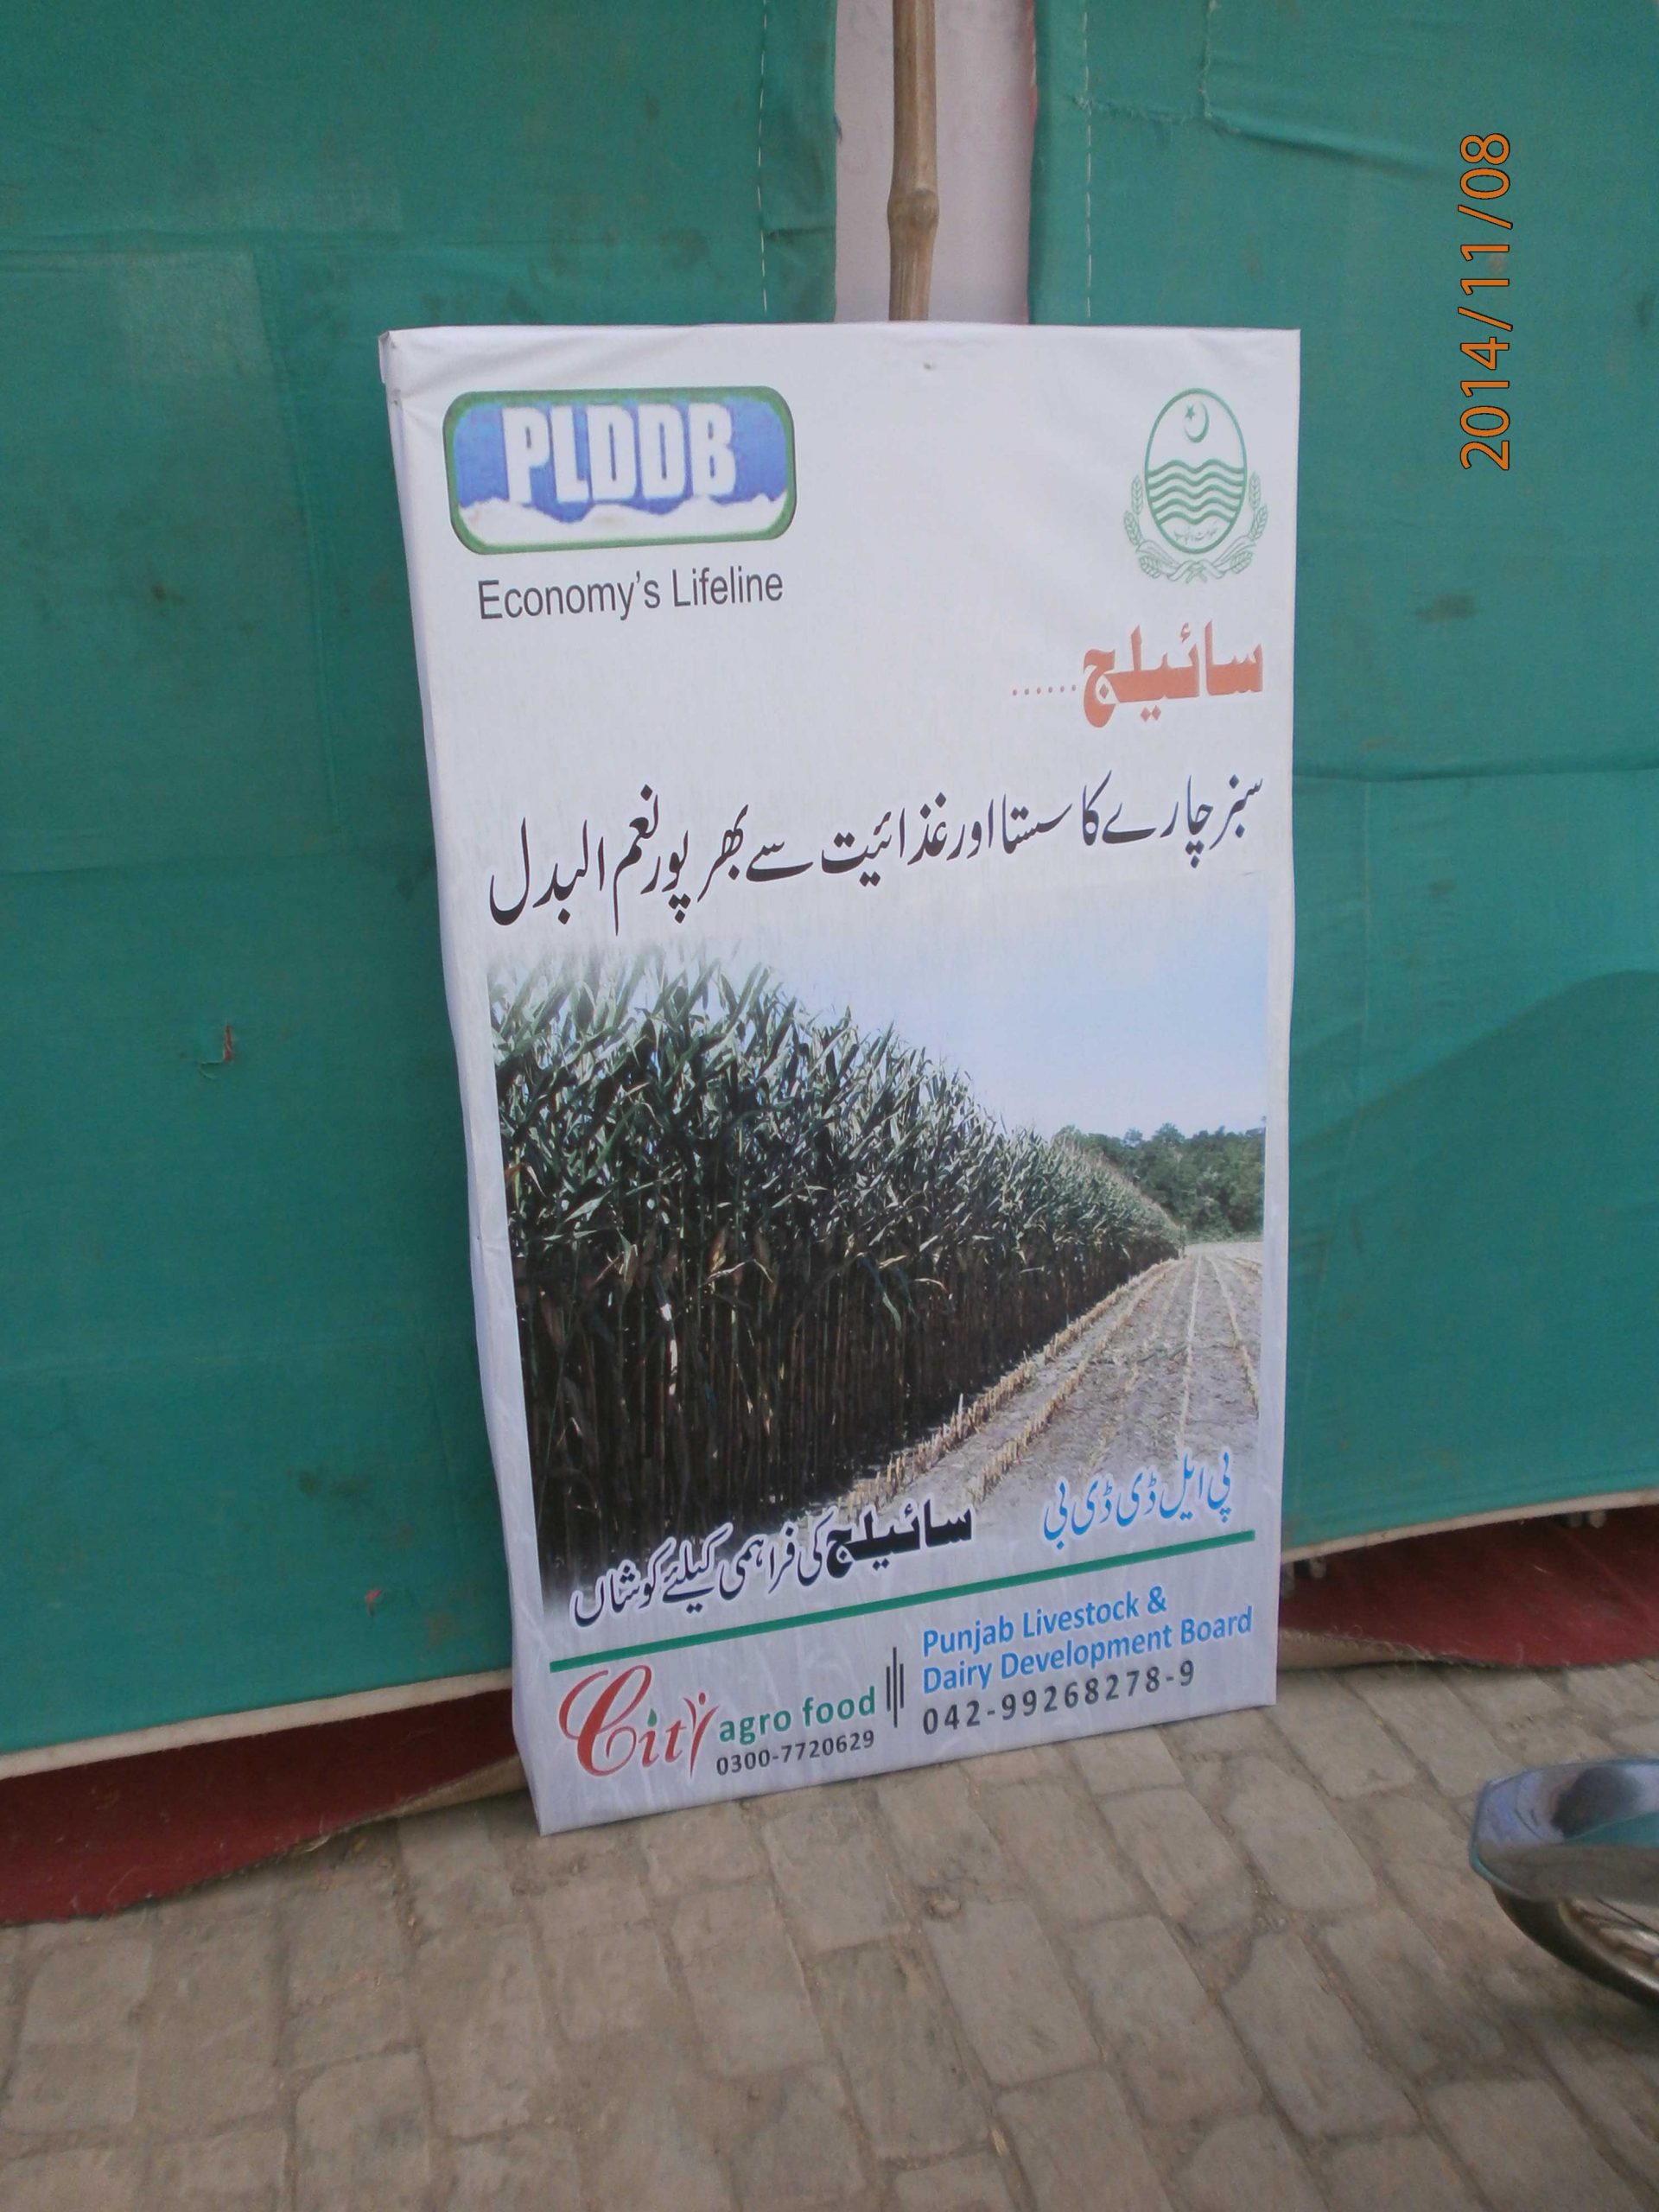 2014/11/08
PLDDB
Economy's Lifeline
سائیلج......
سبز چارے کا سستا اور غذائیت سے بھرپور نعم البدل
پی ایل ڈی ڈی بی
سائیلج کی فراہمی کیلئے کوشاں
City agro food
0300-7720629
Punjab Livestock &
Dairy Development Board
042-99268278-9